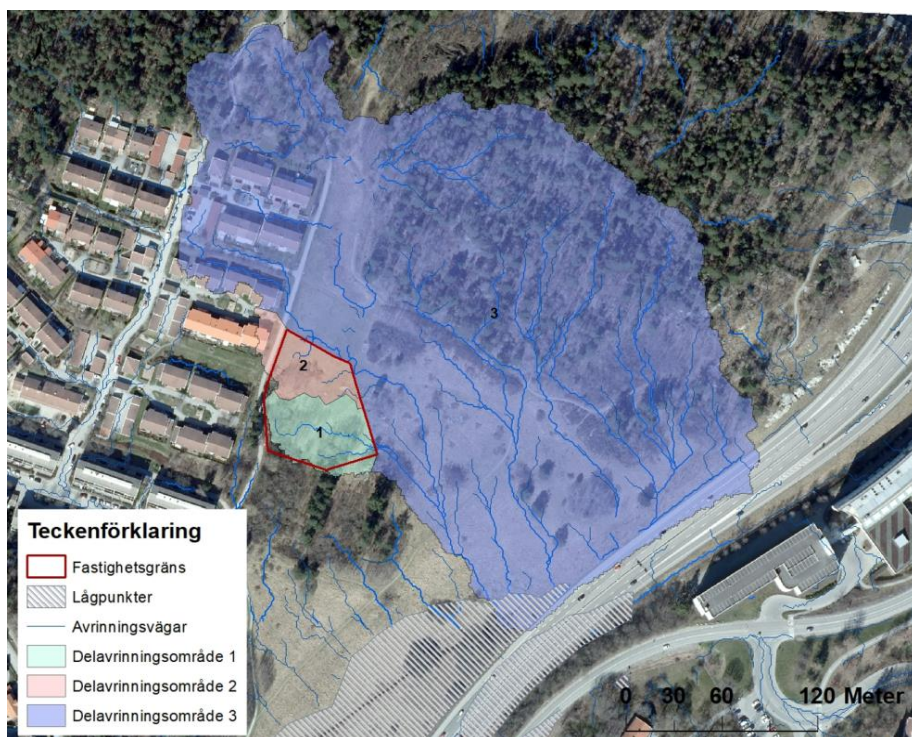 3
2
1
Teckenförklaring
Fastighetsgräns
Lågpunkter
Avrinningsvägar
Delavrinningsområde 1
Delavrinningsområde 2
Delavrinningsområde 3
0 30 60 120 Meter